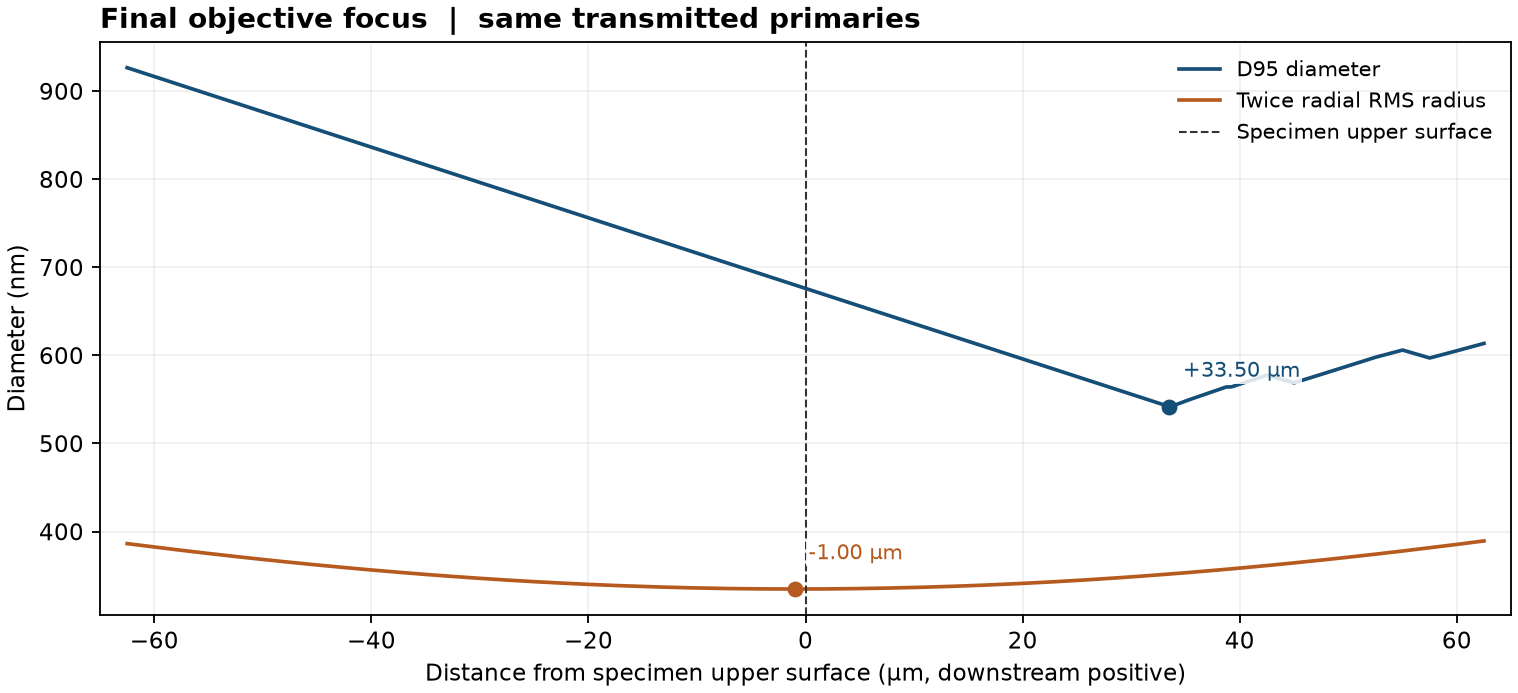 Final objective focus | same transmitted primaries
D95 diameter
Twice radial RMS radius
Specimen upper surface
900
800
700
600
500
400
Diameter (nm)
+33.50 µm
-1.00 µm
−60
−40
−20
0
20
40
60
Distance from specimen upper surface (µm, downstream positive)